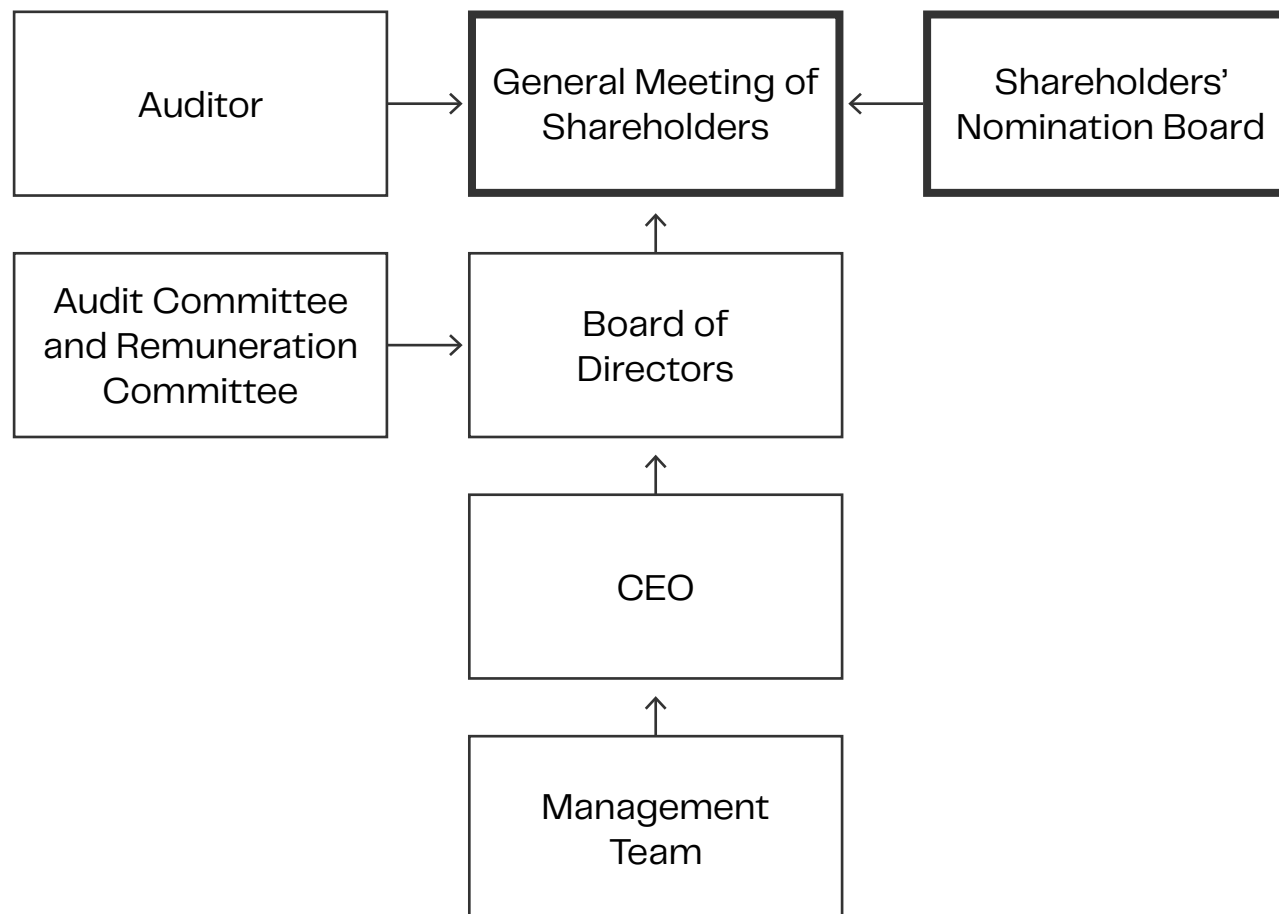 Auditor
General Meeting of
Shareholders
Shareholders’
Nomination Board
Audit Committee
and Remuneration
Committee
Board of
Directors
CEO
Management
Team